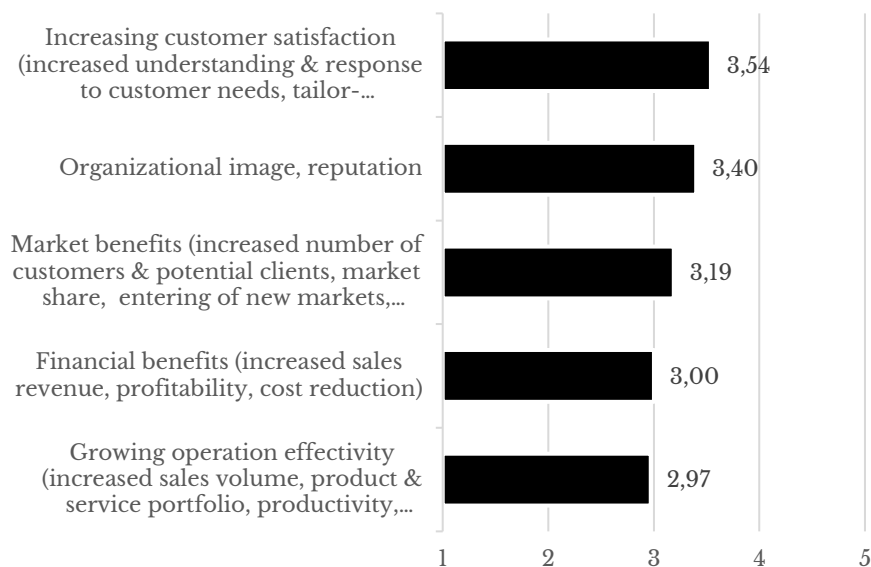 Increasing customer satisfaction
(increased understanding & response
to customer needs, tailor-...
3,54
Organizational image, reputation
3,40
Market benefits (increased number of
customers & potential clients, market
share,  entering of new markets,...
3,19
Financial benefits (increased sales
revenue, profitability, cost reduction)
3,00
Growing operation effectivity
(increased sales volume, product &
service portfolio, productivity,...
2,97
1 2 3 4 5